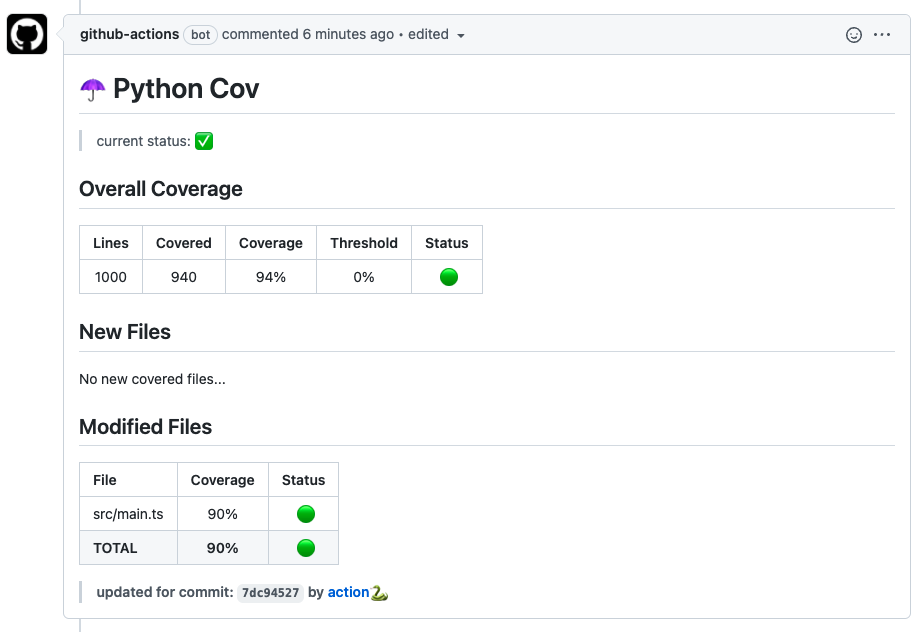 github-actions bot commented 6 minutes ago • edited
Python Cov
current status:
Overall Coverage
Lines Covered Coverage Threshold Status
1000 940 94% 0%
New Files
No new covered files...
Modified Files
File Coverage Status
src/main.ts 90%
TOTAL 90%
updated for commit: 7dc94527 by action